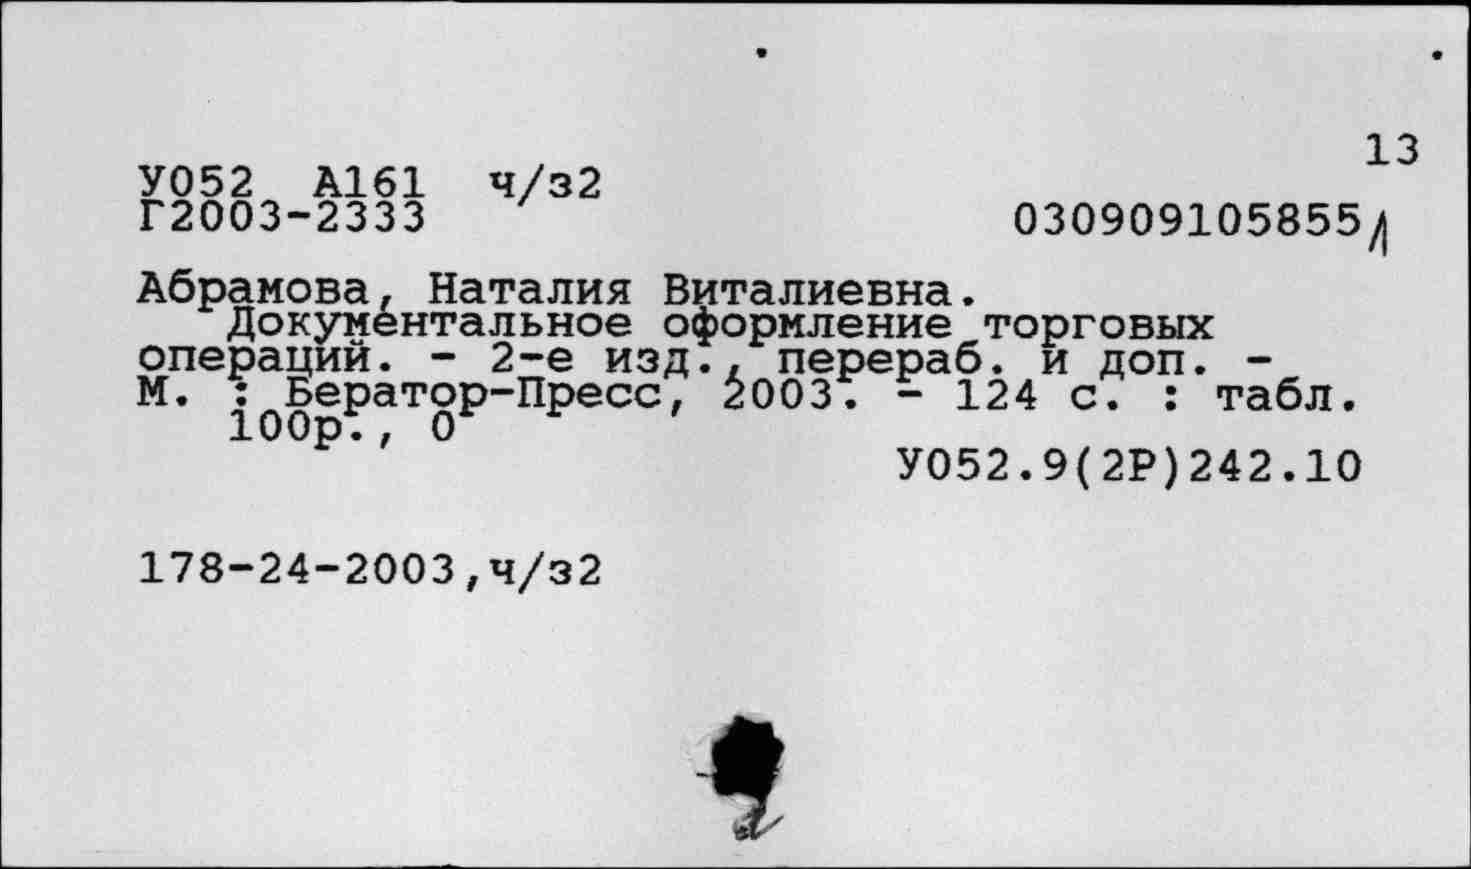 13
У052 А161 ч/з2
Г2003-2333
030909105855Д
Абрамова, Наталия Виталиевна.
Документальное оформление торговых
операций. - 2-е изд., перераб. и доп. -
М. : Бератор-Пресс, 2003. - 124 с. : табл.
100р., 0
У052.9(2Р)242.10
178-24-2003,ч/з2